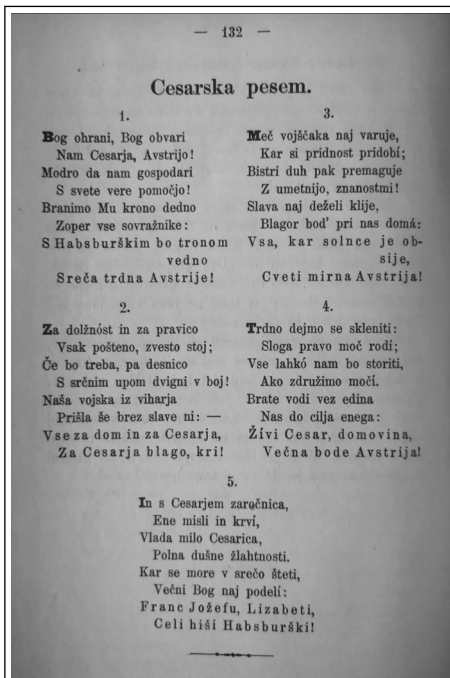 — 132 —
Cesarska pesem.
1.
Bog ohrani, Bog obvari
Nam Cesarja, Avstrijo!
Modro da nam gospodari
S svete vere pomočjo!
Branimo Mu krono dedno
Zoper vse sovražnike:
S Habsburškim bo tronom
vedno
Sreča trdna Avstrije!
2.
Za dolžnóst in za pravico
Vsak pošteno, zvesto stoj;
Če bo treba, pa desnico
S srčnim upom dvigni v boj!
Naša vojska iz viharja
Prišla še brez slave ni: —
Vse za dom in za Cesarja,
Za Cesarja blago, kri!
3.
Meč vojščaka naj varuje,
Kar si pridnost pridobí;
Bistri duh pak premaguje
Z umetnijo, znanostmi!
Slava naj deželi klije,
Blagor bod' pri nas domá:
Vsa, kar solnce je ob-
sije,
Cveti mirna Avstrija!
4.
Trdno dejmo se skleniti:
Sloga pravo moč rodí;
Vse lahkó nam bo storiti,
Ako združimo močí.
Brate vodi vez edina
Nas do cilja enega:
Živi Cesar, domovina,
Večna bode Avstrija!
5.
In s Cesarjem zaročnica,
Ene misli in krví,
Vlada milo Cesarica,
Polna dušne žlahtnosti.
Kar se more v srečo šteti,
Večni Bog naj podelí:
Franc Jožefu, Lizabeti,
Celi hiši Habsburški!